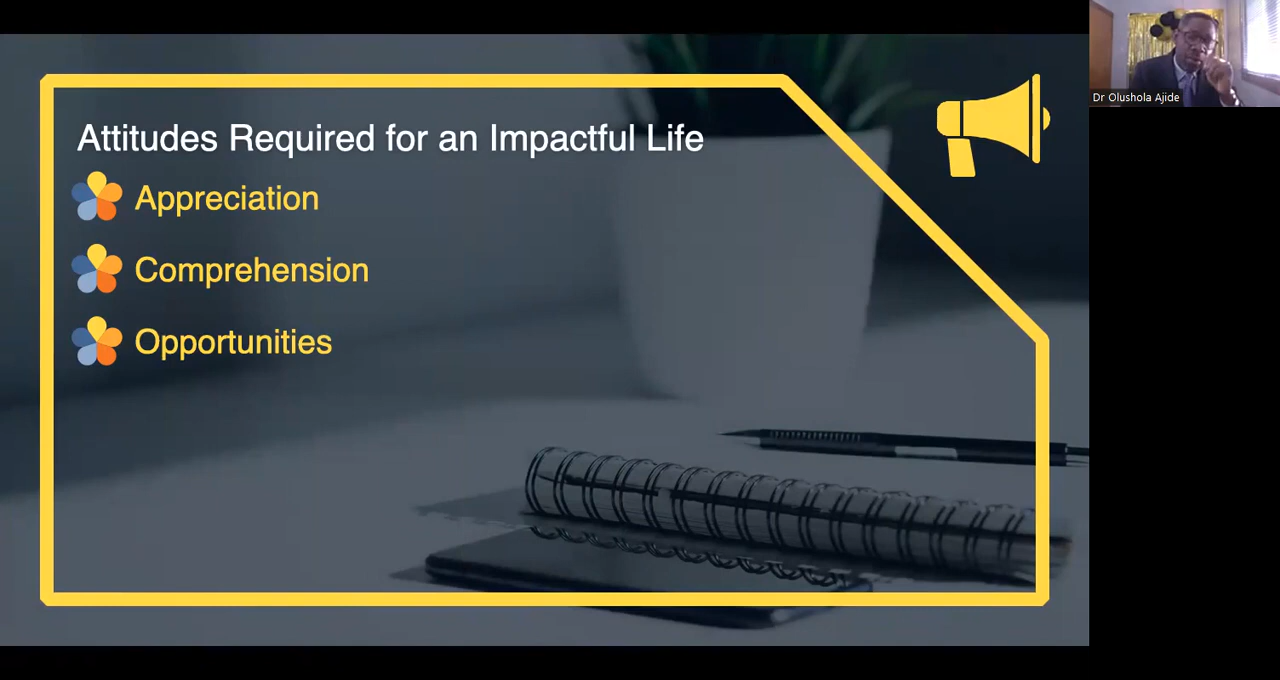 Attitudes Required for an Impactful Life
Appreciation
Comprehension
Opportunities
Dr Olushola Ajide